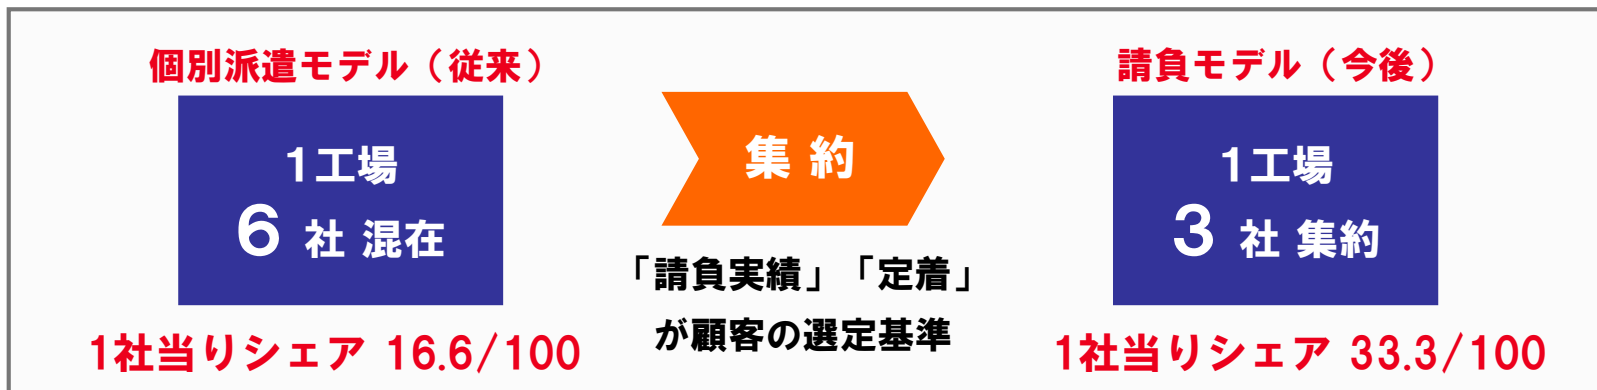 個別派遣モデル（従来）
1工場
6 社 混在
1社当りシェア 16.6/100
集 約
「請負実績」「定着」
が顧客の選定基準
請負モデル（今後）
1工場
3 社 集約
1社当りシェア 33.3/100